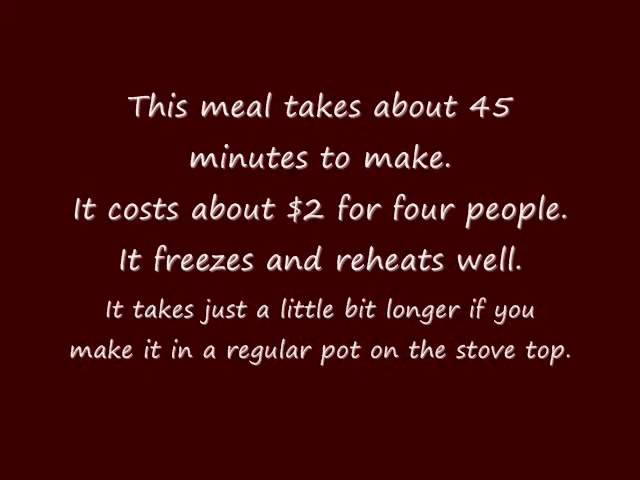 This meal takes about 45
minutes to make.
It costs about $2 for four people.
It freezes and reheats well.
It takes just a little bit longer if you
make it in a regular pot on the stove top.